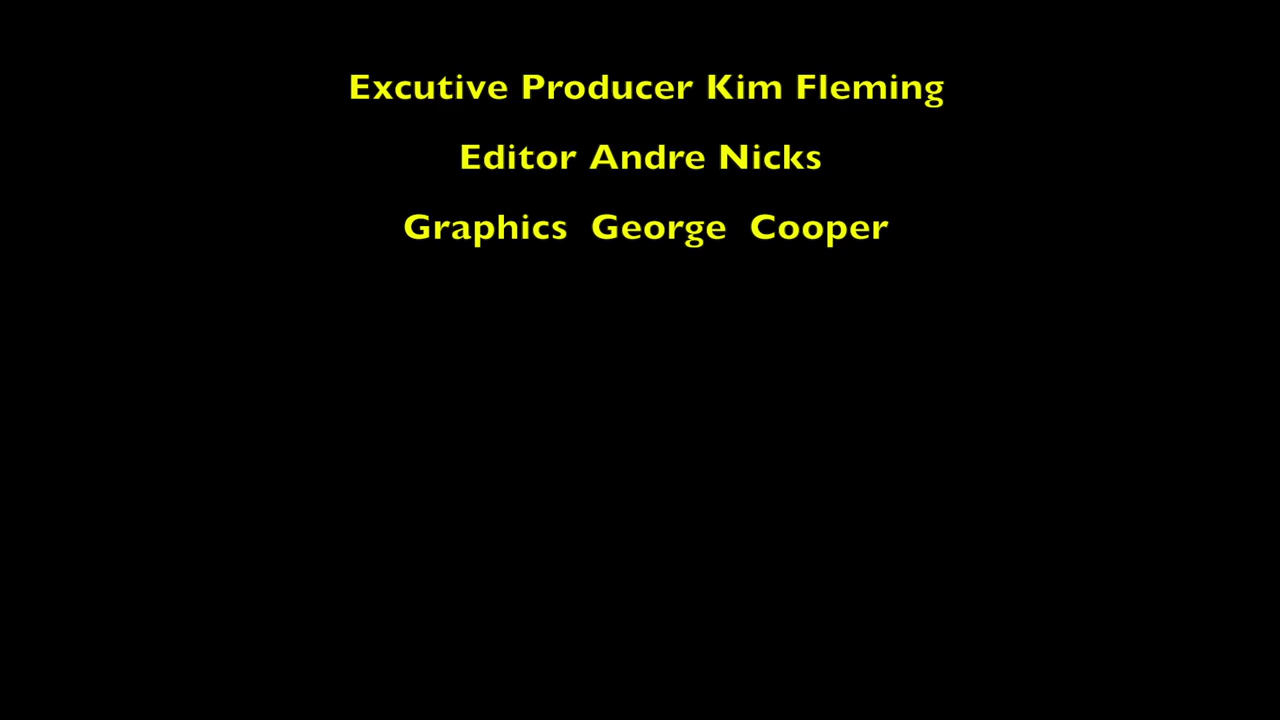 Excutive Producer Kim Fleming
Editor Andre Nicks
Graphics George Cooper